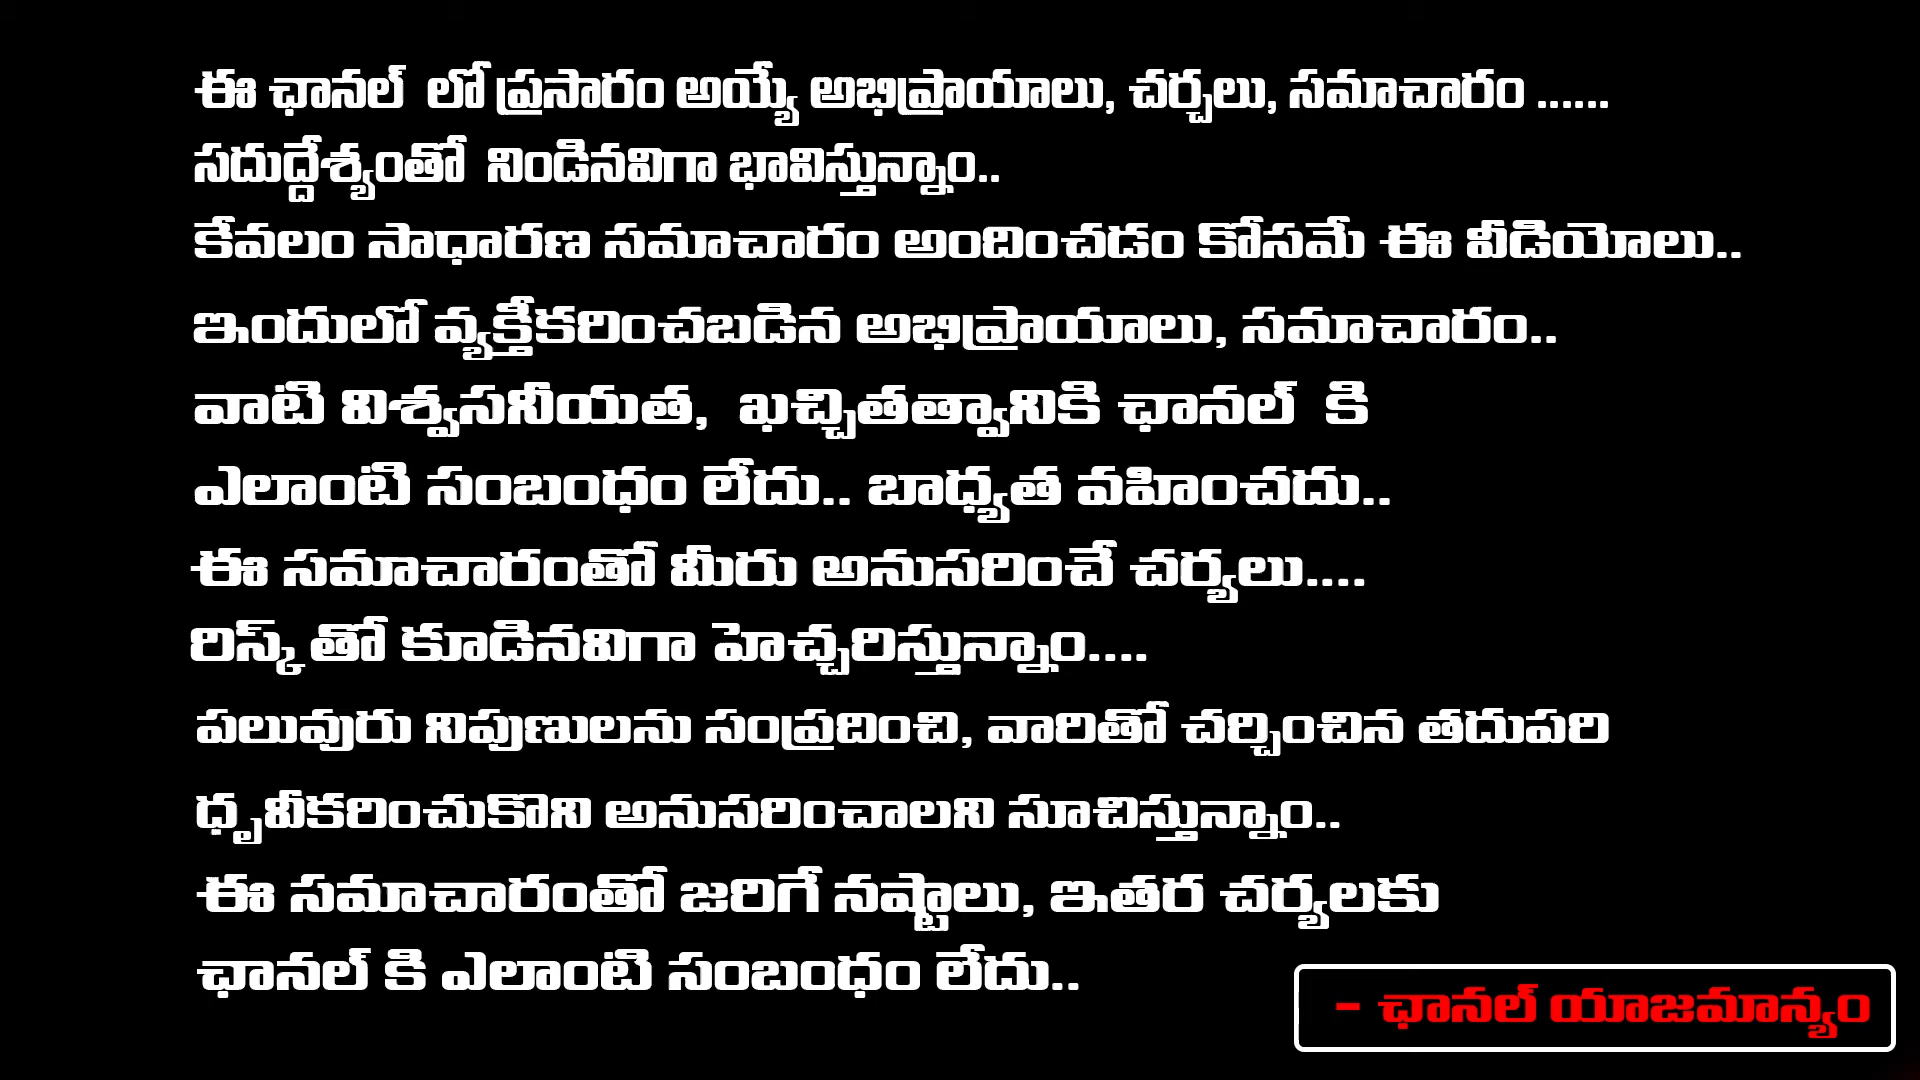 ఈ ఛానల్ లో ప్రసారం అయ్యే అభిప్రాయాలు, చర్చలు, సమాచారం ......
సదుద్దేశ్యంతో నిండినవిగా భావిస్తున్నాం..
కేవలం సాధారణ సమాచారం అందించడం కోసమే ఈ వీడియోలు..
ఇందులో వ్యక్తీకరించబడిన అభిప్రాయాలు, సమాచారం..
వాటి విశ్వసనీయత, ఖచ్చితత్వానికి ఛానల్ కి
ఎలాంటి సంబంధం లేదు.. బాధ్యత వహించదు..
ఈ సమాచారంతో మీరు అనుసరించే చర్యలు....
రిస్క్ తో కూడినవిగా హెచ్చరిస్తున్నాం....
పలువురు నిపుణులను సంప్రదించి, వారితో చర్చించిన తదుపరి
ధృవీకరించుకొని అనుసరించాలని సూచిస్తున్నాం..
ఈ సమాచారంతో జరిగే నష్టాలు, ఇతర చర్యలకు
ఛానల్ కి ఎలాంటి సంబంధం లేదు..
- ఛానల్ యాజమాన్యం